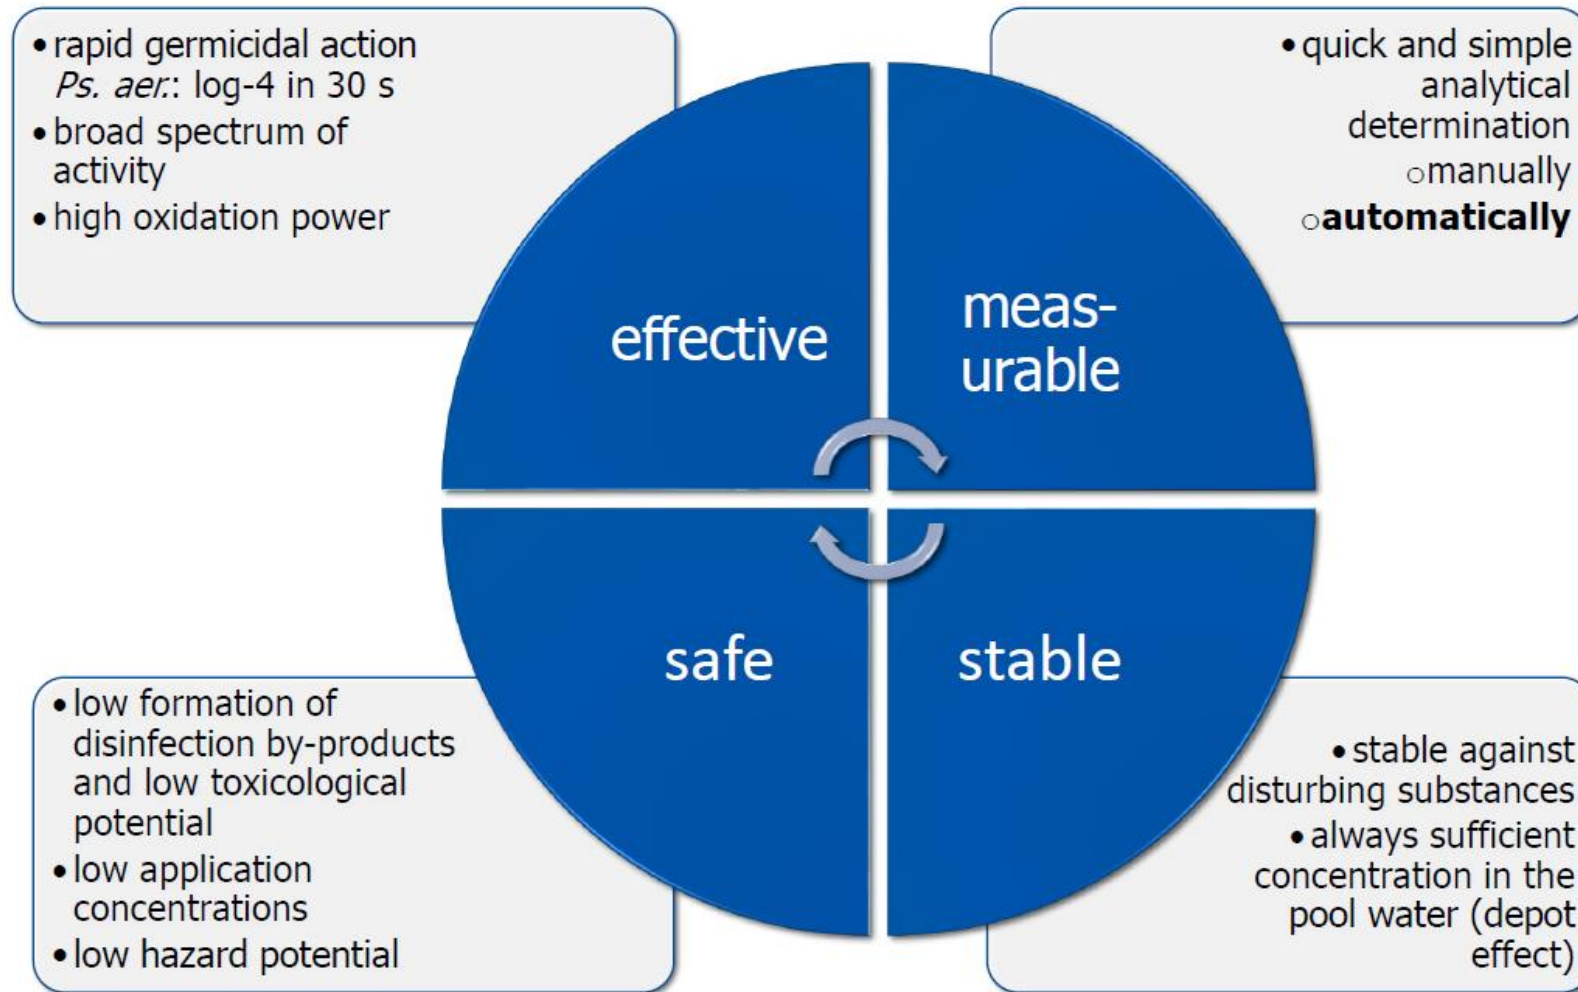 • rapid germicidal action
Ps. aer.: log-4 in 30 s
• broad spectrum of
activity
• high oxidation power
• quick and simple
analytical
determination
○ manually
○ automatically
effective
meas-
urable
safe
stable
• low formation of
disinfection by-products
and low toxicological
potential
• low application
concentrations
• low hazard potential
• stable against
disturbing substances
• always sufficient
concentration in the
pool water (depot
effect)